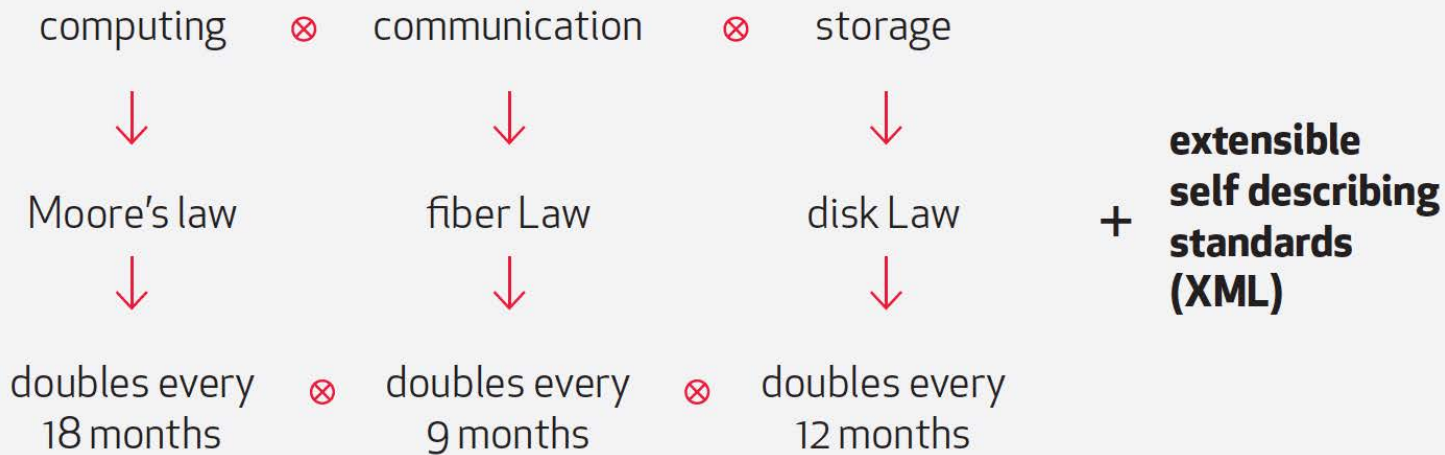 computing ⊗ communication ⊗ storage
Moore's law
fiber Law
disk Law
+
extensible
self describing
standards
(XML)
doubles every
18 months
⊗
doubles every
9 months
⊗
doubles every
12 months